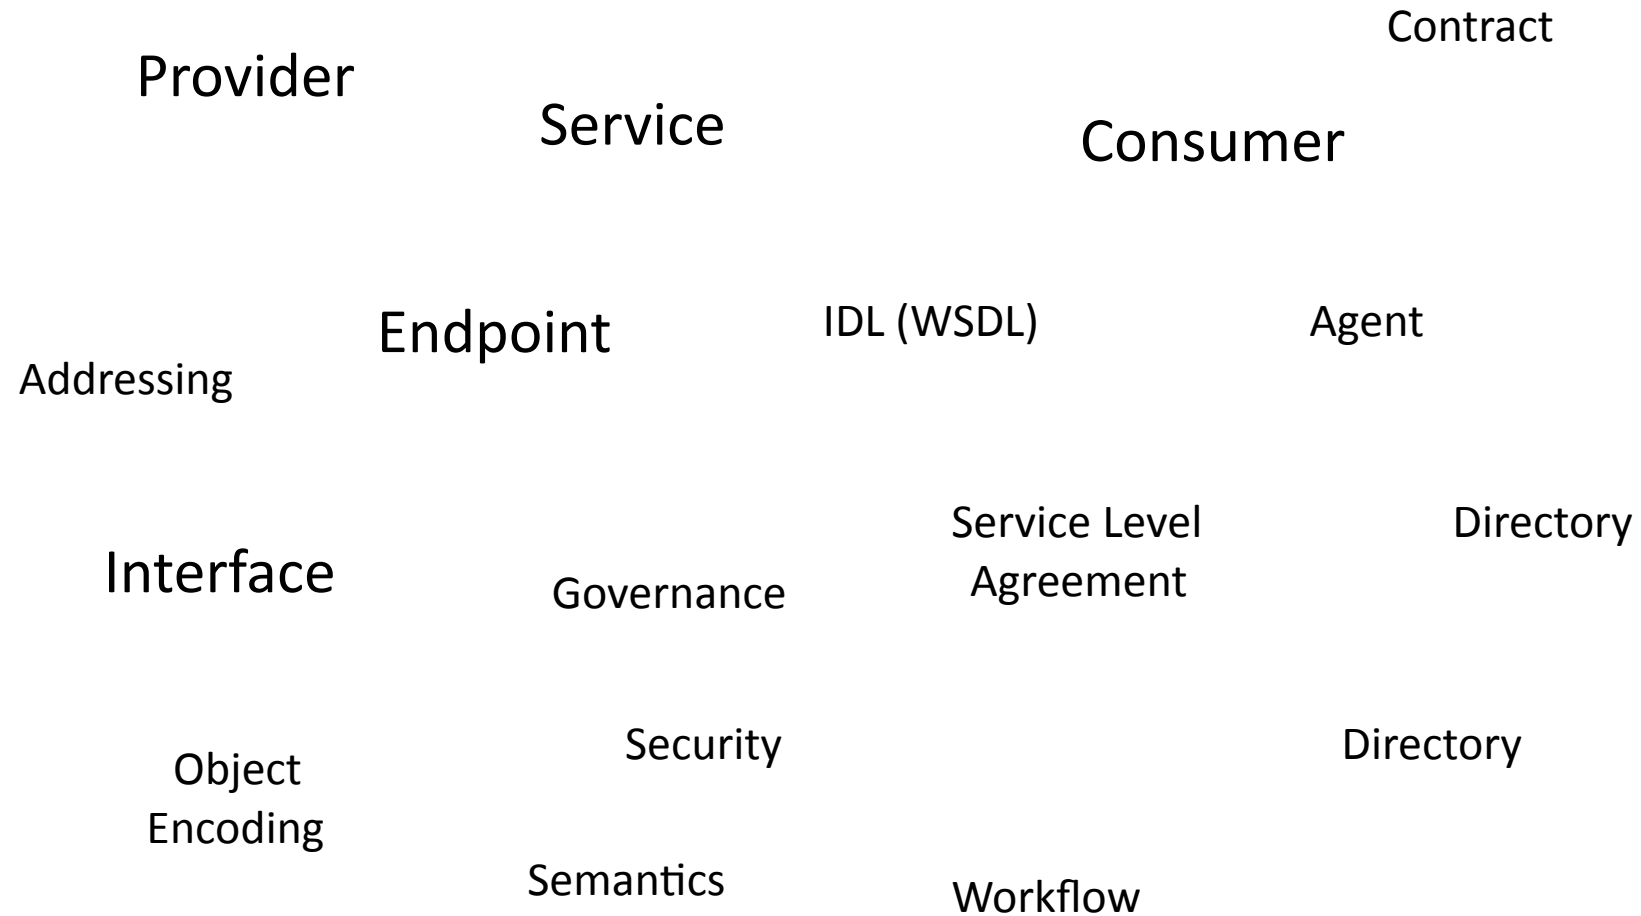 Contract
Provider
Service
Consumer
Endpoint
IDL (WSDL)
Agent
Addressing
Service Level
Agreement
Directory
Interface
Governance
Security
Directory
Object
Encoding
Semantics
Workflow